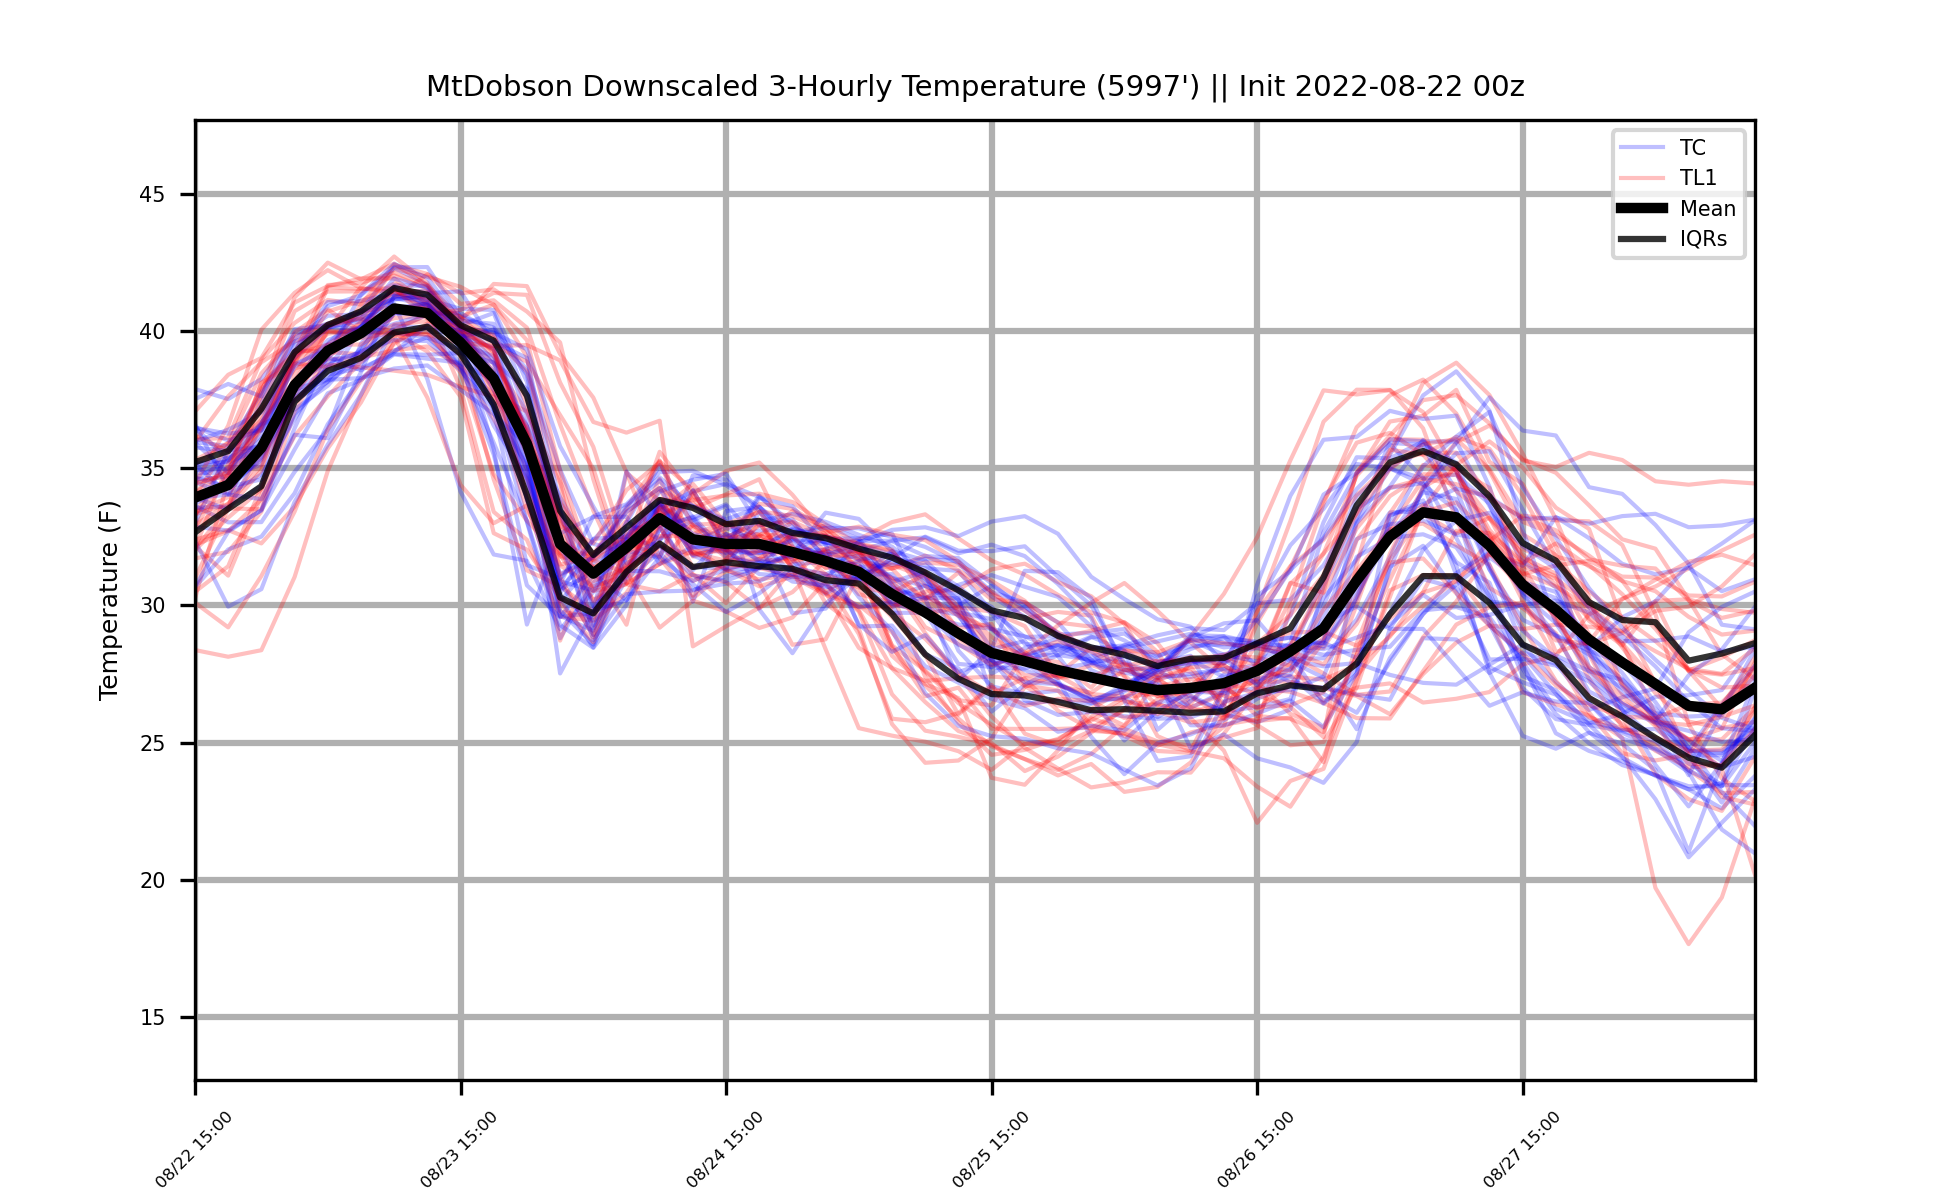 MtDobson Downscaled 3-Hourly Temperature (5997') || Init 2022-08-22 00z
TC
TL1
Mean
IQRs
Temperature (F)
45
40
35
30
25
20
15
08/22 15:00
08/23 15:00
08/24 15:00
08/25 15:00
08/26 15:00
08/27 15:00